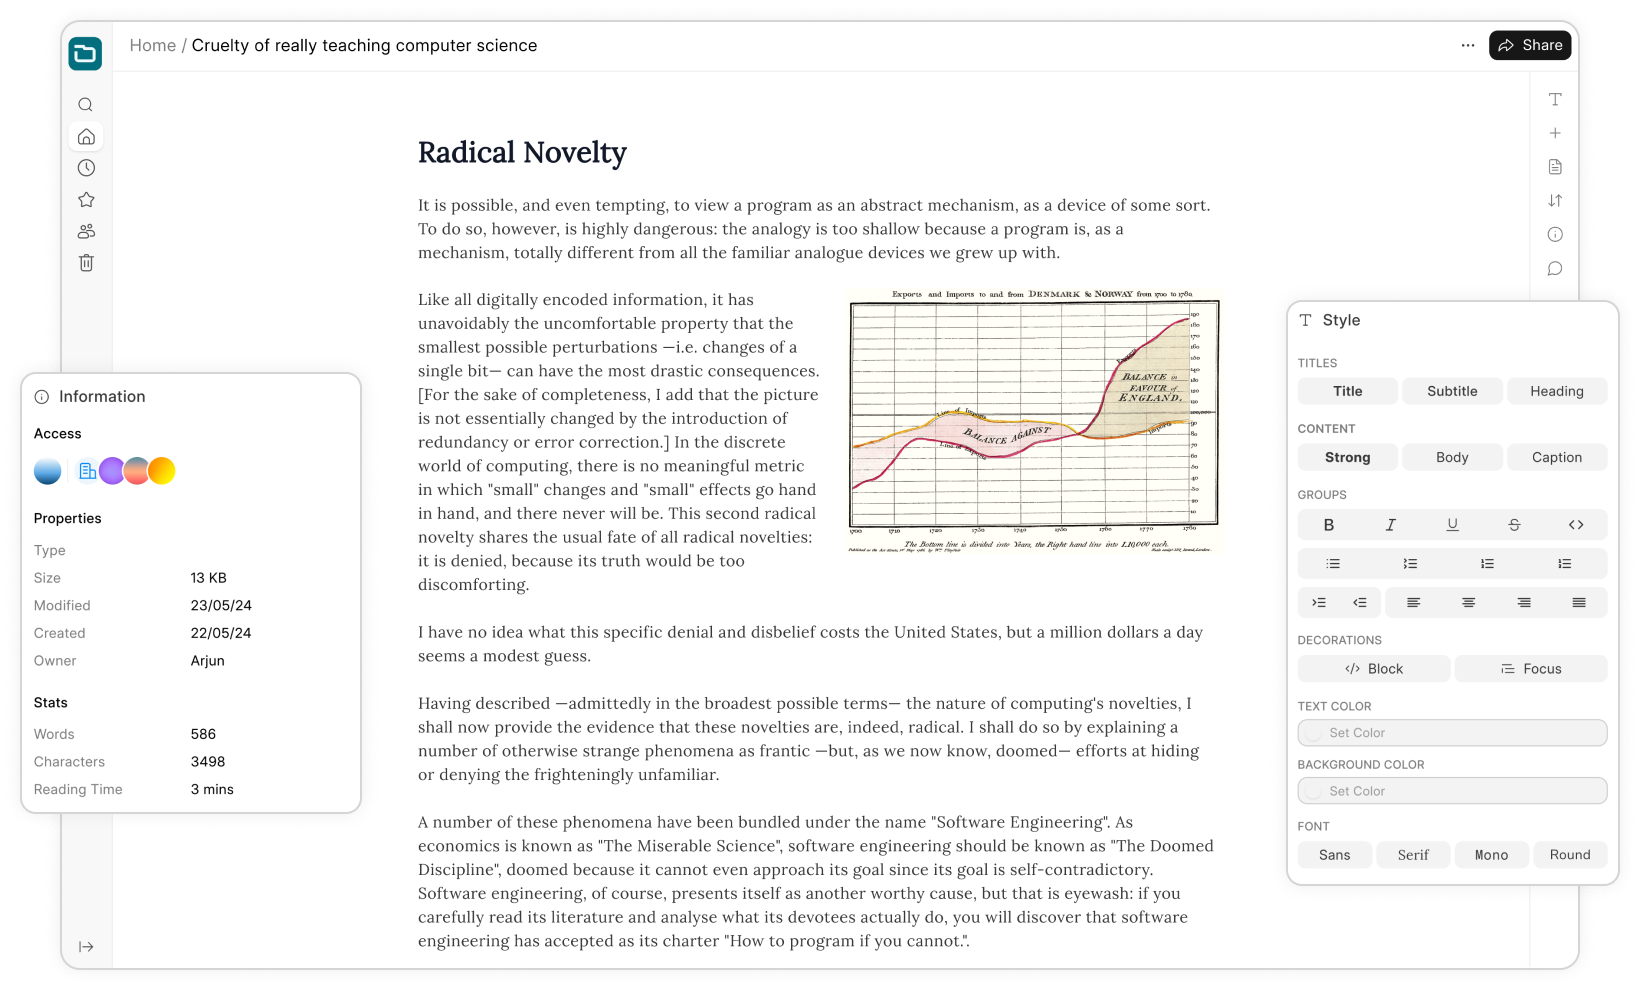 Home / Cruelty of really teaching computer science
Share
Radical Novelty
It is possible, and even tempting, to view a program as an abstract mechanism, as a device of some sort.
To do so, however, is highly dangerous: the analogy is too shallow because a program is, as a
mechanism, totally different from all the familiar analogue devices we grew up with.
Like all digitally encoded information, it has
unavoidably the uncomfortable property that the
smallest possible perturbations —i.e. changes of a
single bit— can have the most drastic consequences.
[For the sake of completeness, I add that the picture
is not essentially changed by the introduction of
redundancy or error correction.] In the discrete
world of computing, there is no meaningful metric
in which "small" changes and "small" effects go hand
in hand, and there never will be. This second radical
novelty shares the usual fate of all radical novelties:
it is denied, because its truth would be too
discomforting.
Exports and Imports to and from DENMARK & NORWAY from 1700 to 1780.
BALANCE in
FAVOUR of
ENGLAND.
Line of Imports
BALANCE AGAINST
Line of Exports
Exports
Imports
1700 1710 1720 1730 1740 1750 1760 1770 1780
The Bottom line is divided into Years, the Right hand line into L10,000 each.
I have no idea what this specific denial and disbelief costs the United States, but a million dollars a day
seems a modest guess.
Having described —admittedly in the broadest possible terms— the nature of computing's novelties, I
shall now provide the evidence that these novelties are, indeed, radical. I shall do so by explaining a
number of otherwise strange phenomena as frantic —but, as we now know, doomed— efforts at hiding
or denying the frighteningly unfamiliar.
A number of these phenomena have been bundled under the name "Software Engineering". As
economics is known as "The Miserable Science", software engineering should be known as "The Doomed
Discipline", doomed because it cannot even approach its goal since its goal is self-contradictory.
Software engineering, of course, presents itself as another worthy cause, but that is eyewash: if you
carefully read its literature and analyse what its devotees actually do, you will discover that software
engineering has accepted as its charter "How to program if you cannot.".
Information
Access
Properties
Type
Size 13 KB
Modified 23/05/24
Created 22/05/24
Owner Arjun
Stats
Words 586
Characters 3498
Reading Time 3 mins
T Style
TITLES
Title Subtitle Heading
CONTENT
Strong Body Caption
GROUPS
B I U S <>
DECORATIONS
</> Block Focus
TEXT COLOR
Set Color
BACKGROUND COLOR
Set Color
FONT
Sans Serif Mono Round